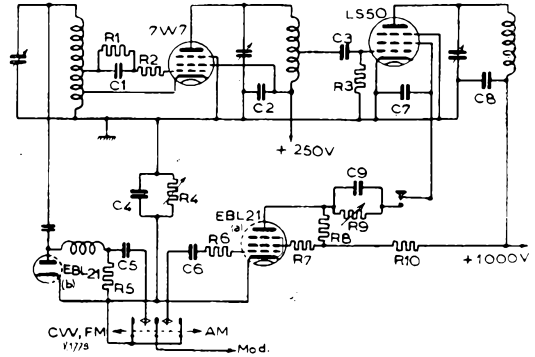 7W7
LS50
R1
R2
C1
C2
C3
R3
C7
C8
+ 250V
C4
R4
EBL21
(a)
C9
R9
R8
R6
R7
R10
C6
+1000V
EBL21
(b)
C5
R5
CW, FM
AM
V.1779
Mod.